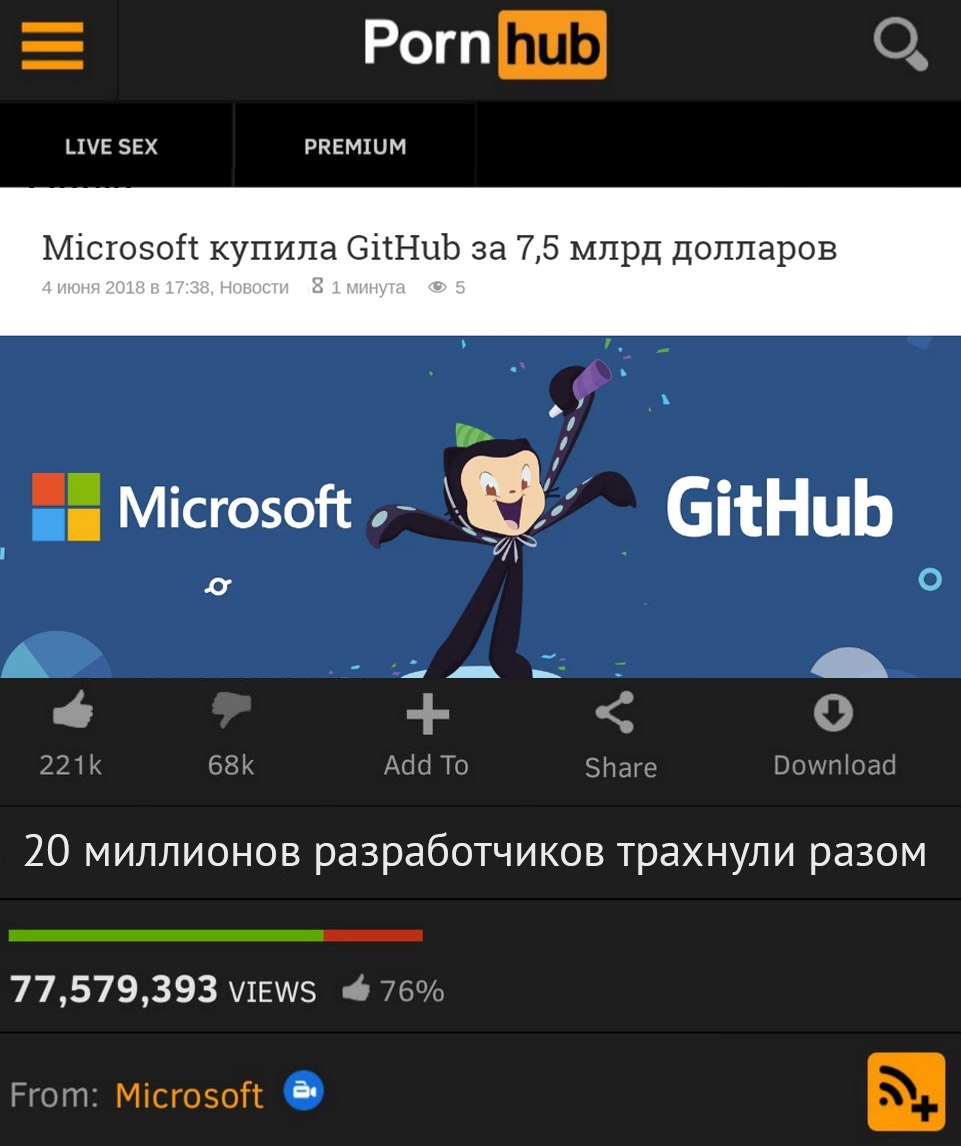 Porn hub
LIVE SEX PREMIUM
Microsoft купила GitHub за 7,5 млрд долларов
4 июня 2018 в 17:38, Новости 1 минута 5
Microsoft GitHub
221k 68k Add To Share Download
20 миллионов разработчиков трахнули разом
77,579,393 VIEWS 76%
From: Microsoft